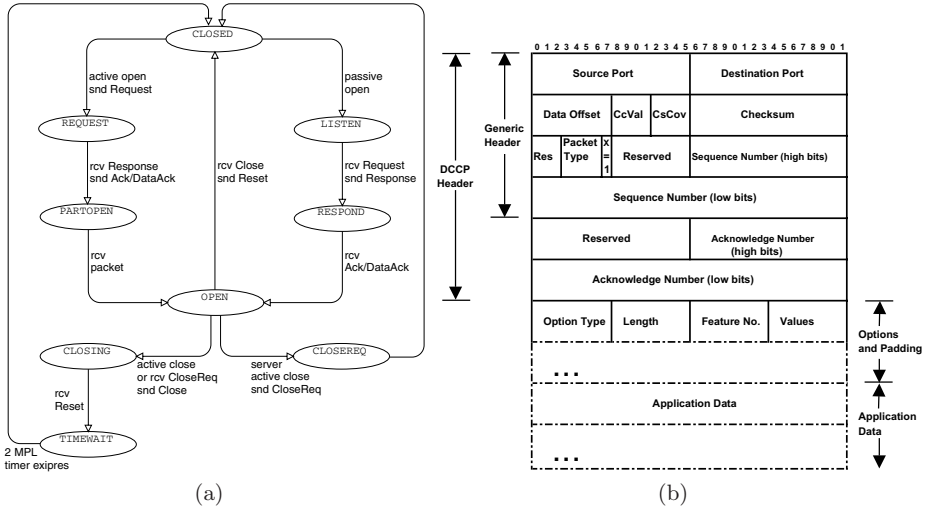 CLOSED
active open
snd Request
passive
open
REQUEST
LISTEN
rcv Response
snd Ack/DataAck
rcv Close
snd Reset
rcv Request
snd Response
PARTOPEN
RESPOND
rcv
packet
rcv
Ack/DataAck
OPEN
CLOSING
CLOSEREQ
active close
or rcv CloseReq
snd Close
server
active close
snd CloseReq
rcv
Reset
TIMEWAIT
2 MPL
timer exipres
(a)
0 1 2 3 4 5 6 7 8 9 0 1 2 3 4 5 6 7 8 9 0 1 2 3 4 5 6 7 8 9 0 1
Source Port
Destination Port
Data Offset
CcVal
CsCov
Checksum
Generic
Header
Res
Packet
Type
X
=
1
Reserved
Sequence Number (high bits)
DCCP
Header
Sequence Number (low bits)
Reserved
Acknowledge Number
(high bits)
Acknowledge Number (low bits)
Option Type
Length
Feature No.
Values
Options
and Padding
...
Application Data
Application
Data
...
(b)